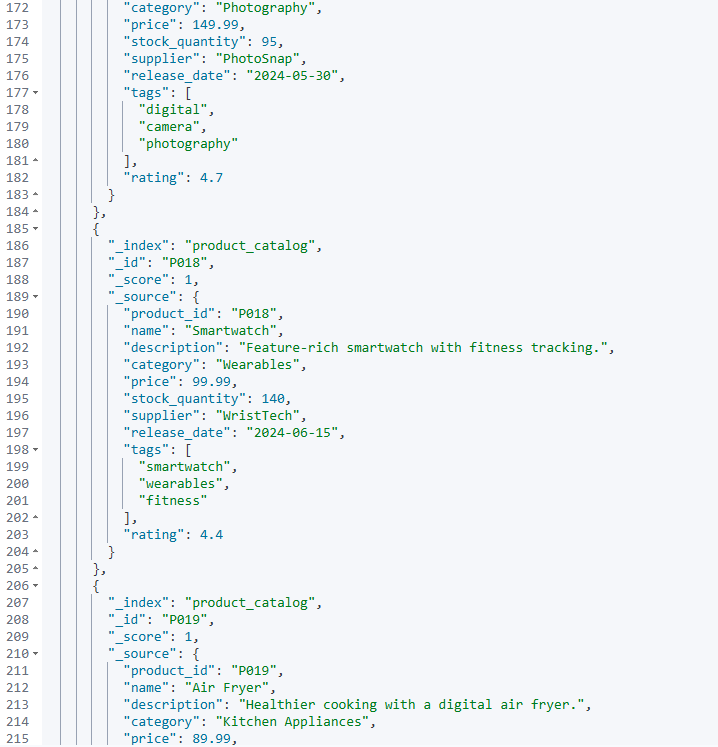 172 "category": "Photography",
173 "price": 149.99,
174 "stock_quantity": 95,
175 "supplier": "PhotoSnap",
176 "release_date": "2024-05-30",
177 "tags": [
178 "digital",
179 "camera",
180 "photography"
181 ],
182 "rating": 4.7
183 }
184 },
185 {
186 "_index": "product_catalog",
187 "_id": "P018",
188 "_score": 1,
189 "_source": {
190 "product_id": "P018",
191 "name": "Smartwatch",
192 "description": "Feature-rich smartwatch with fitness tracking.",
193 "category": "Wearables",
194 "price": 99.99,
195 "stock_quantity": 140,
196 "supplier": "WristTech",
197 "release_date": "2024-06-15",
198 "tags": [
199 "smartwatch",
200 "wearables",
201 "fitness"
202 ],
203 "rating": 4.4
204 }
205 },
206 {
207 "_index": "product_catalog",
208 "_id": "P019",
209 "_score": 1,
210 "_source": {
211 "product_id": "P019",
212 "name": "Air Fryer",
213 "description": "Healthier cooking with a digital air fryer.",
214 "category": "Kitchen Appliances",
215 "price": 89.99,